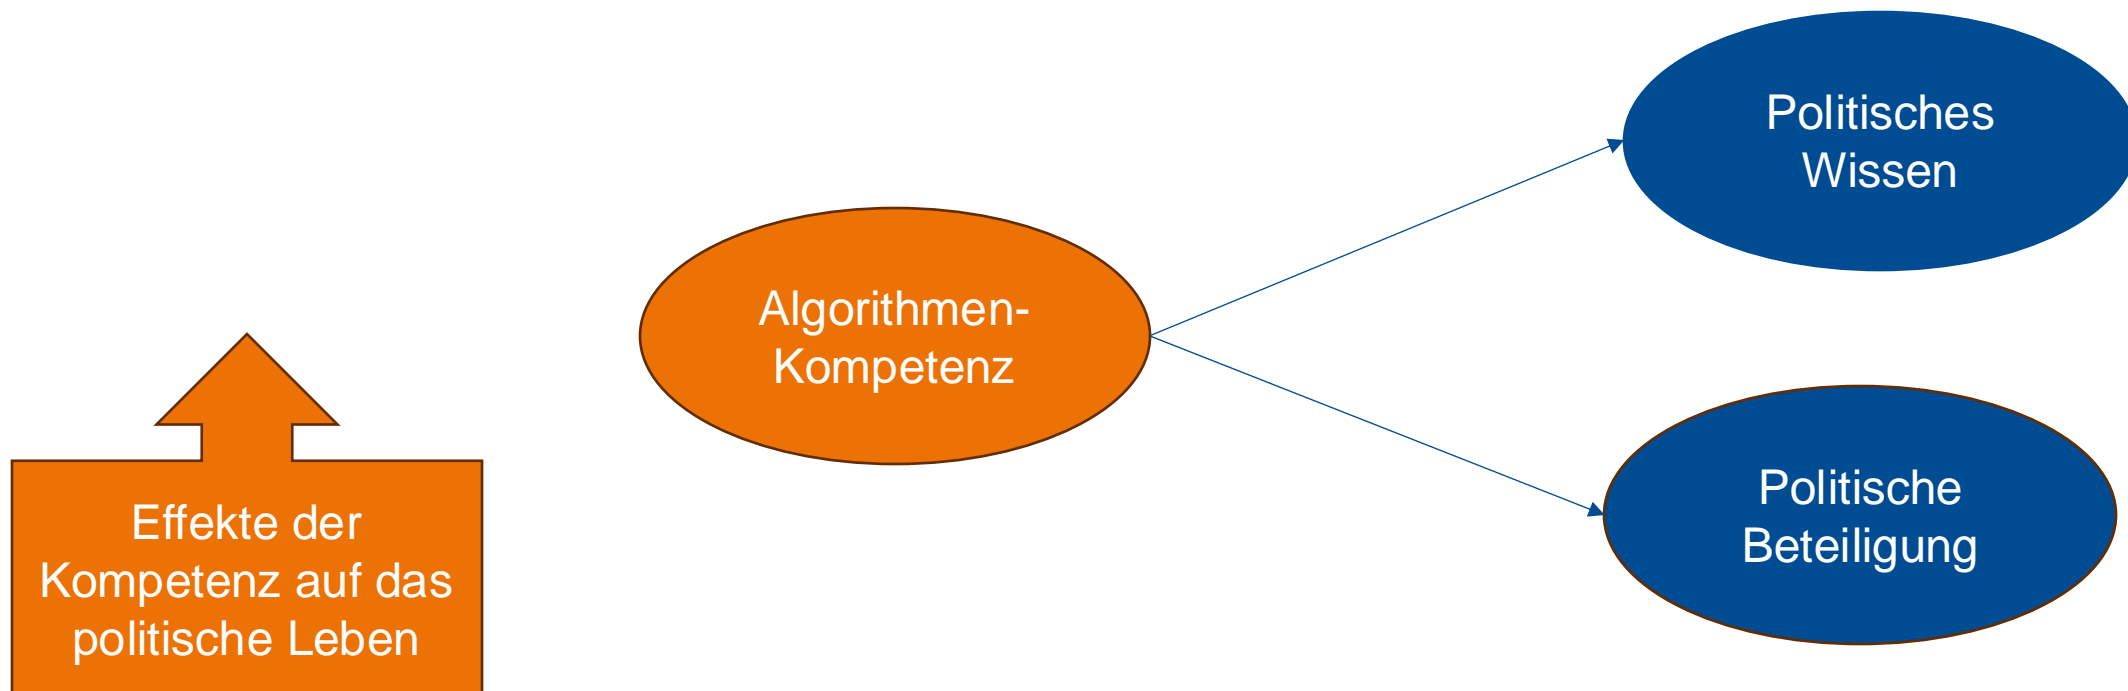 Politisches
Wissen
Algorithmen-
Kompetenz
Politische
Beteiligung
Effekte der
Kompetenz auf das
politische Leben